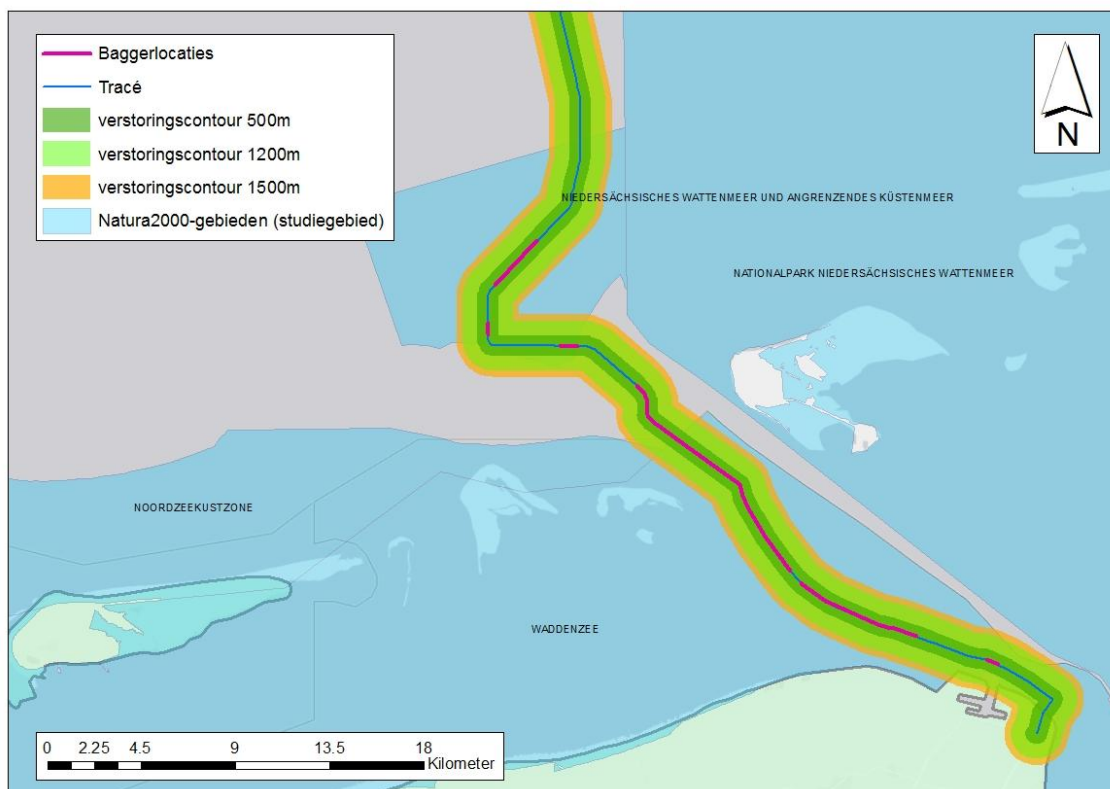 Baggerlocaties
Tracé
verstoringscontour 500m
verstoringscontour 1200m
verstoringscontour 1500m
Natura2000-gebieden (studiegebied)
N
NIEDERSÄCHSISCHES WATTENMEER UND ANGRENZENDES KÜSTENMEER
NATIONALPARK NIEDERSÄCHSISCHES WATTENMEER
NOORDZEEKUSTZONE
WADDENZEE
0 2.25 4.5 9 13.5 18
Kilometer